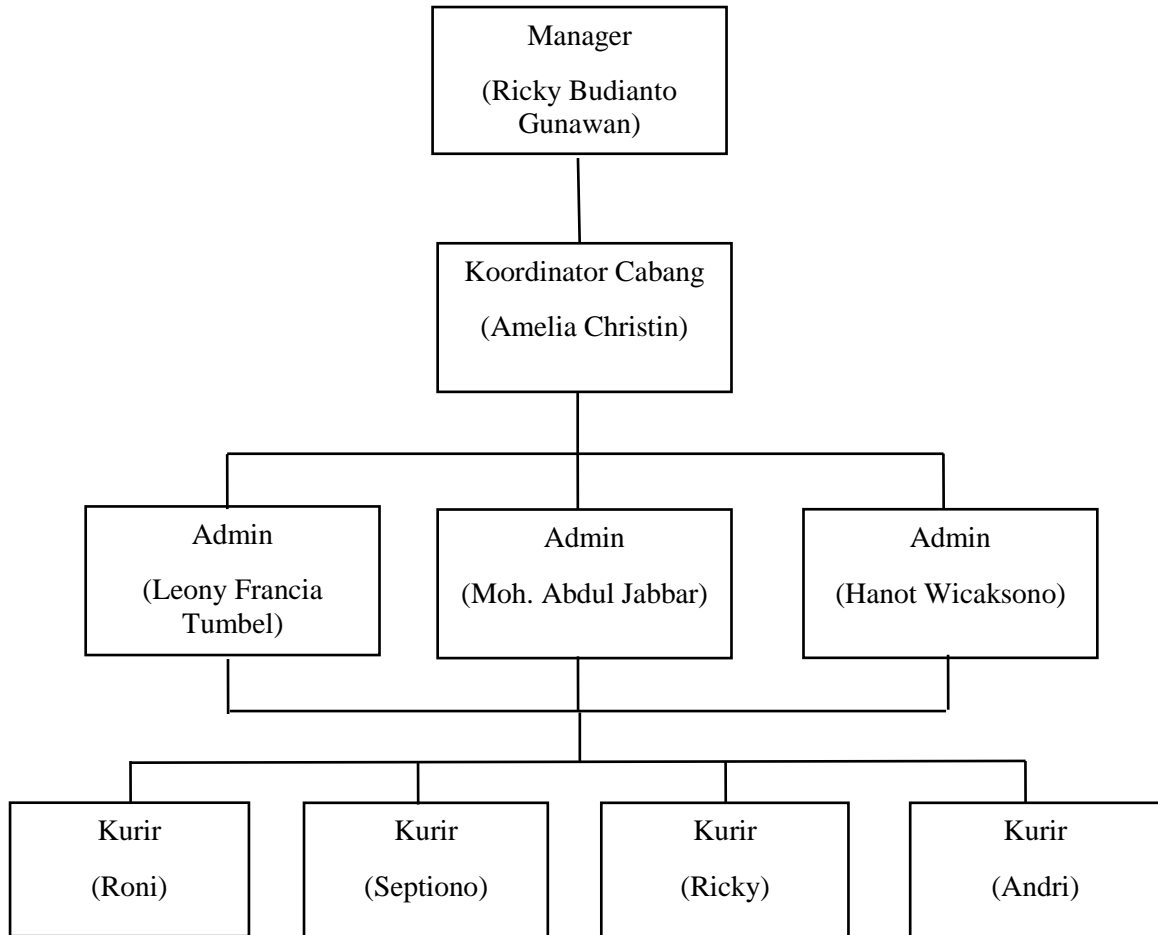 Manager
(Ricky Budianto
Gunawan)
Koordinator Cabang
(Amelia Christin)
Admin
(Leony Francia
Tumbel)
Admin
(Moh. Abdul Jabbar)
Admin
(Hanot Wicaksono)
Kurir
(Roni)
Kurir
(Septiono)
Kurir
(Ricky)
Kurir
(Andri)